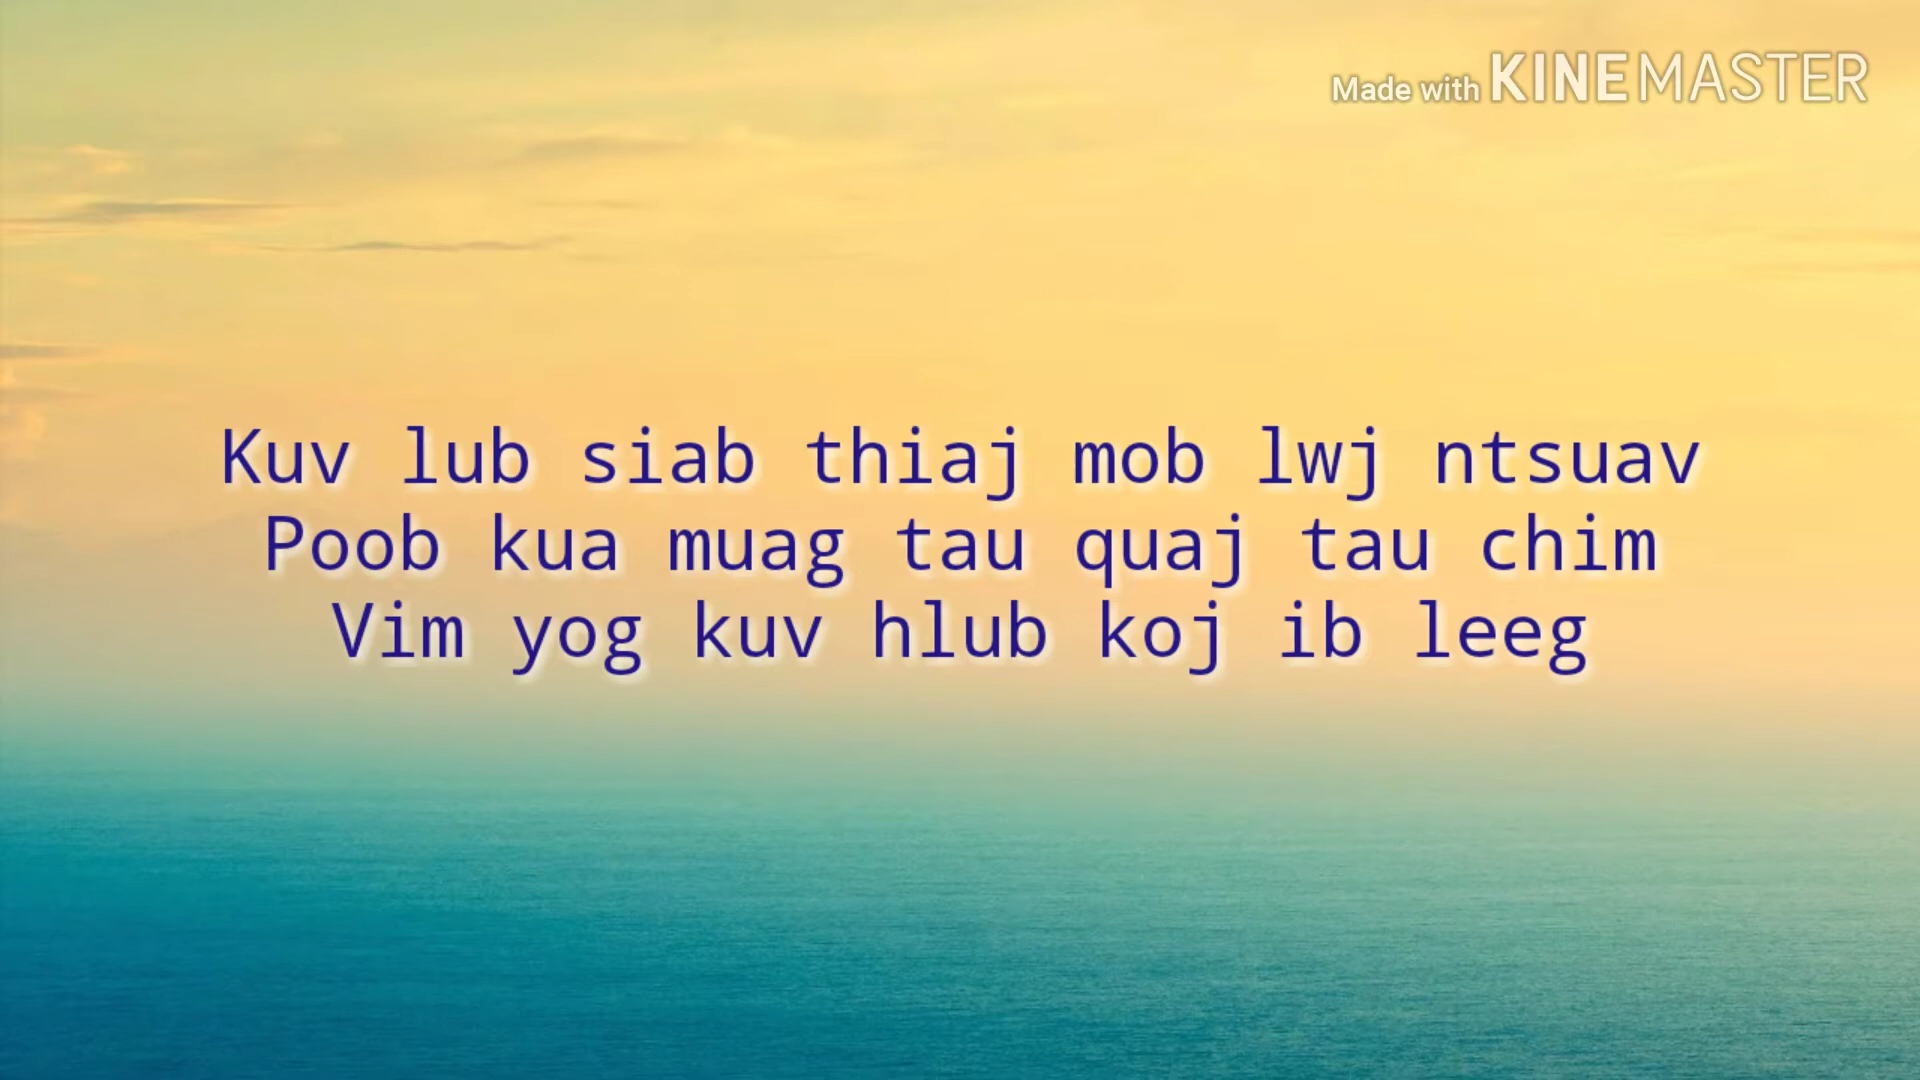 Made with KINEMASTER
Kuv lub siab thiaj mob lwj ntsuav
Poob kua muag tau quaj tau chim
Vim yog kuv hlub koj ib leeg